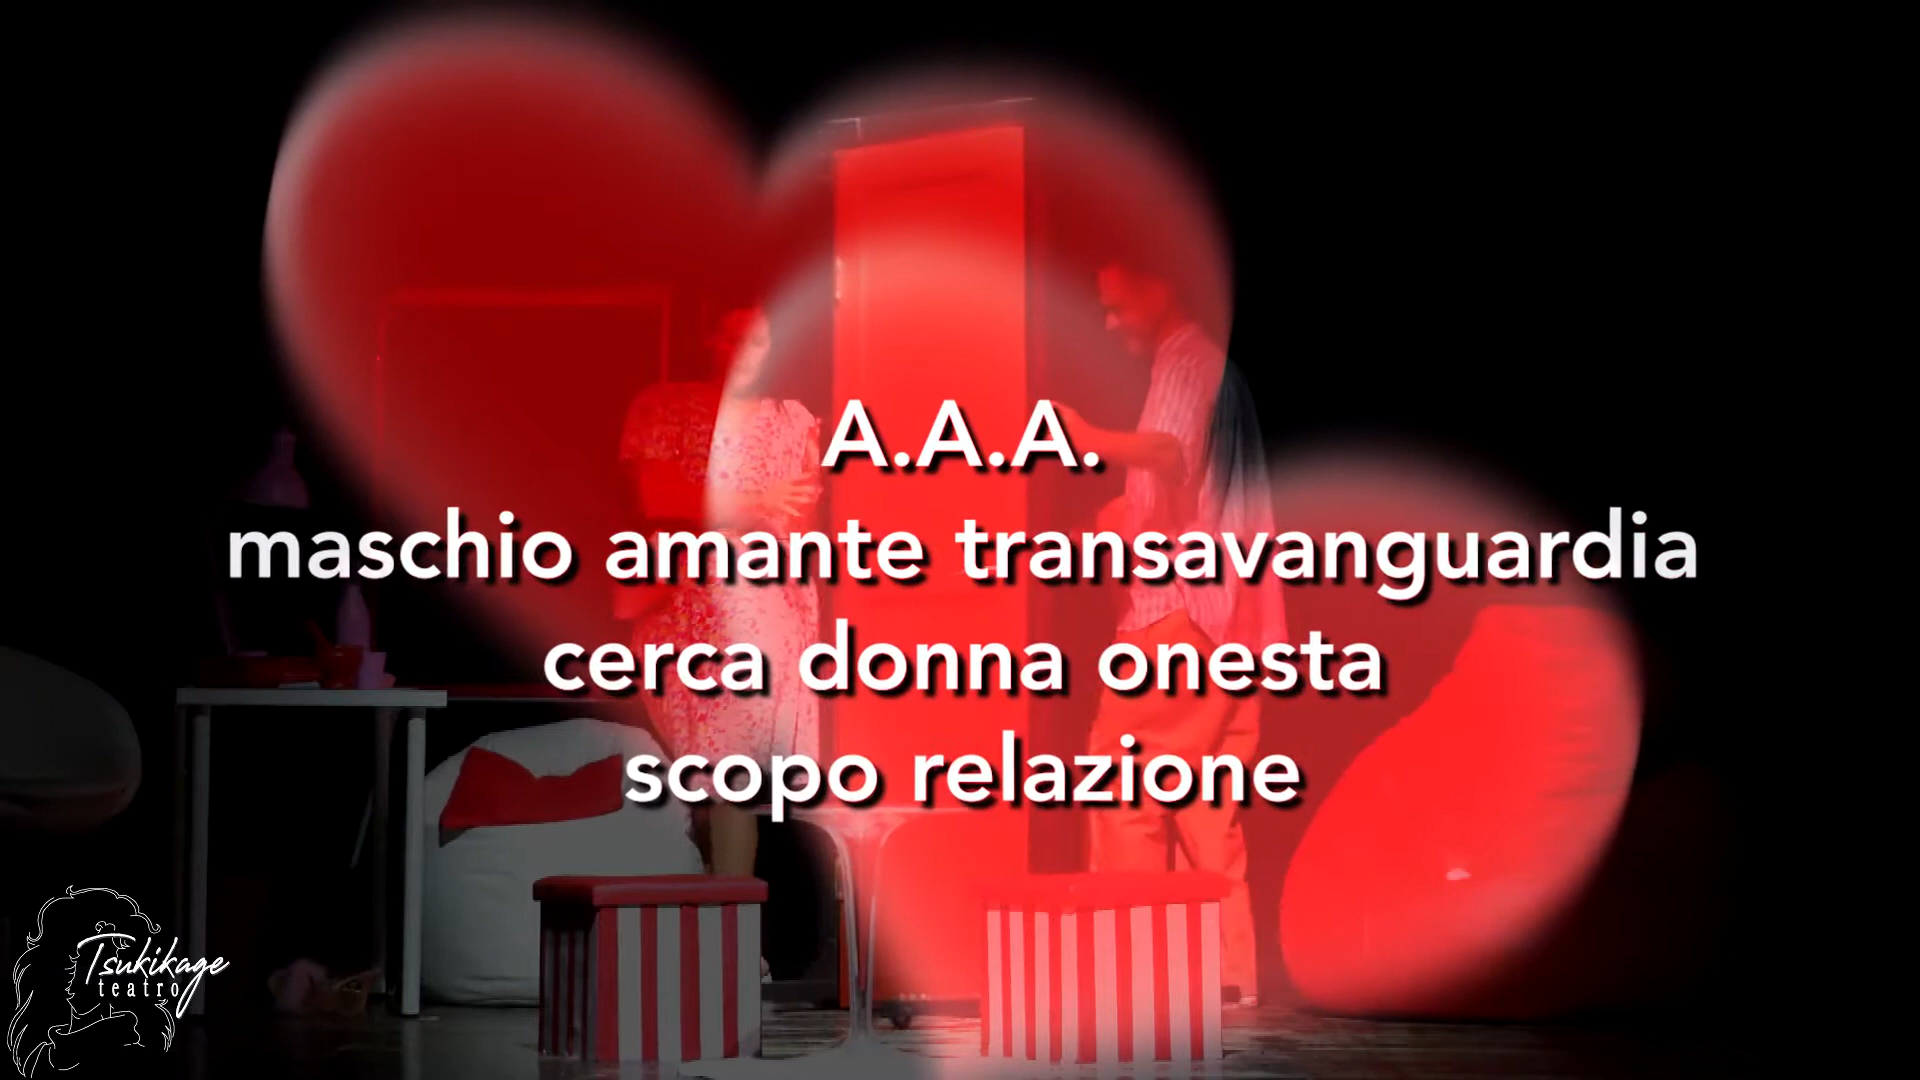 A.A.A.
maschio amante transavanguardia
cerca donna onesta
scopo relazione
Tsukikage
teatro